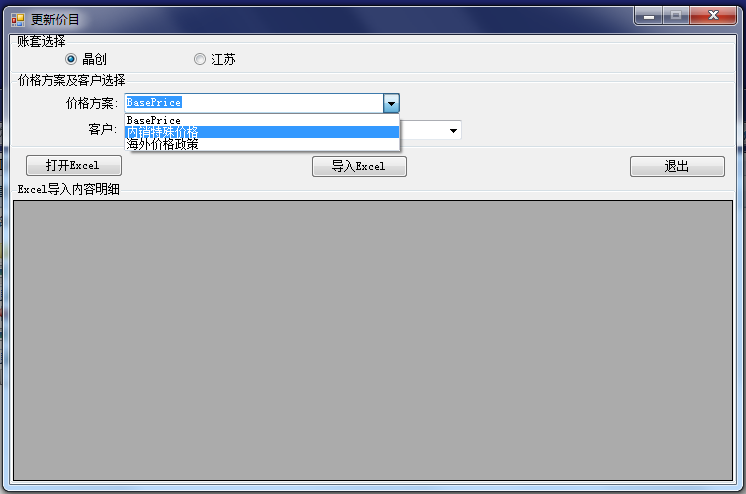 更新价目
账套选择
晶创 江苏
价格方案及客户选择
价格方案: BasePrice
BasePrice
内销特殊价格
海外价格政策
客户:
打开Excel 导入Excel 退出
Excel导入内容明细